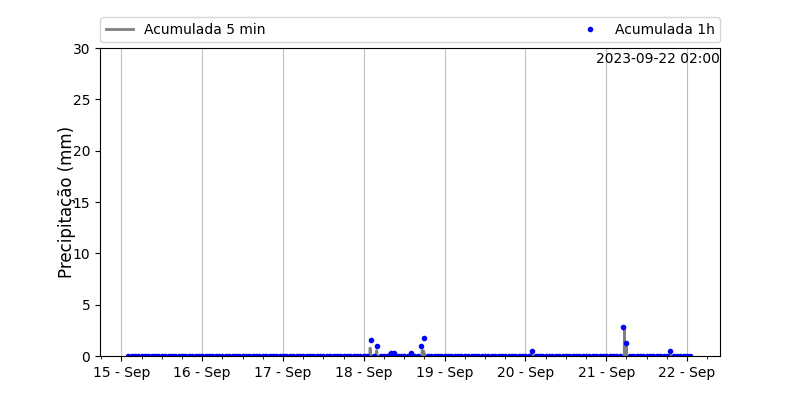 Acumulada 5 min
Acumulada 1h
2023-09-22 02:00
Precipitação (mm)
30
25
20
15
10
5
0
15 - Sep
16 - Sep
17 - Sep
18 - Sep
19 - Sep
20 - Sep
21 - Sep
22 - Sep